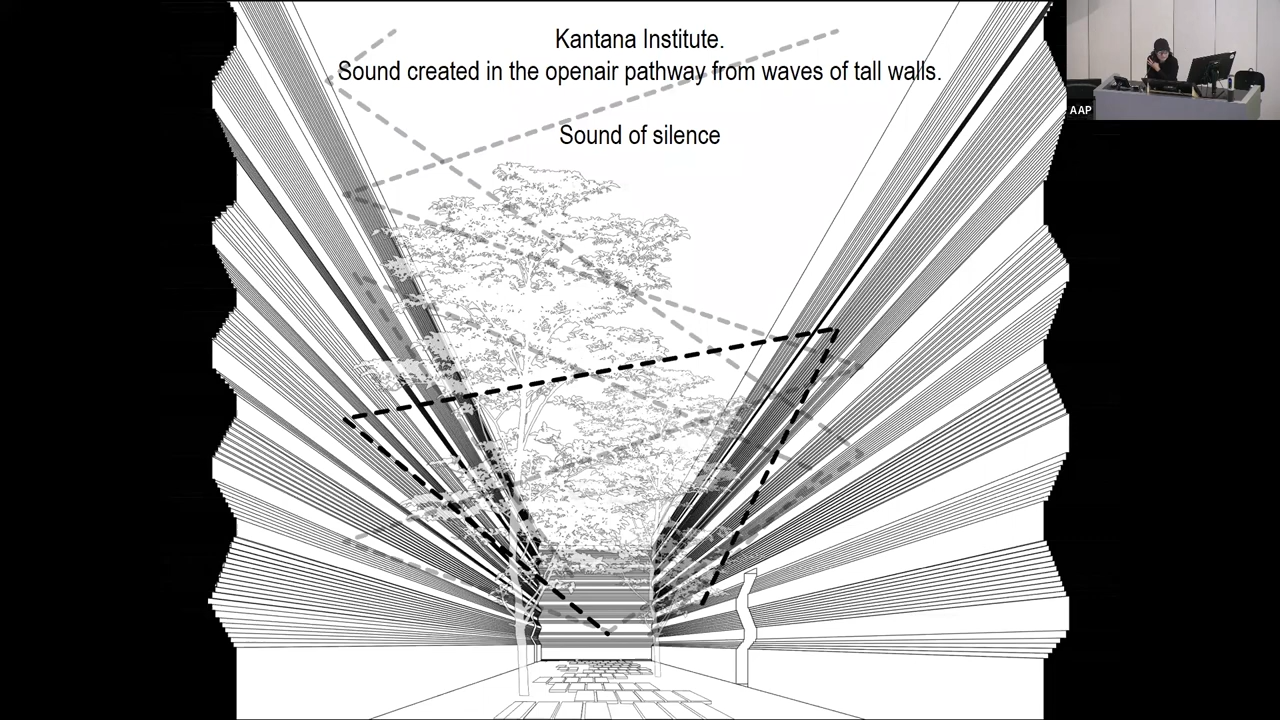 Kantana Institute.
Sound created in the openair pathway from waves of tall walls.
Sound of silence
AAP